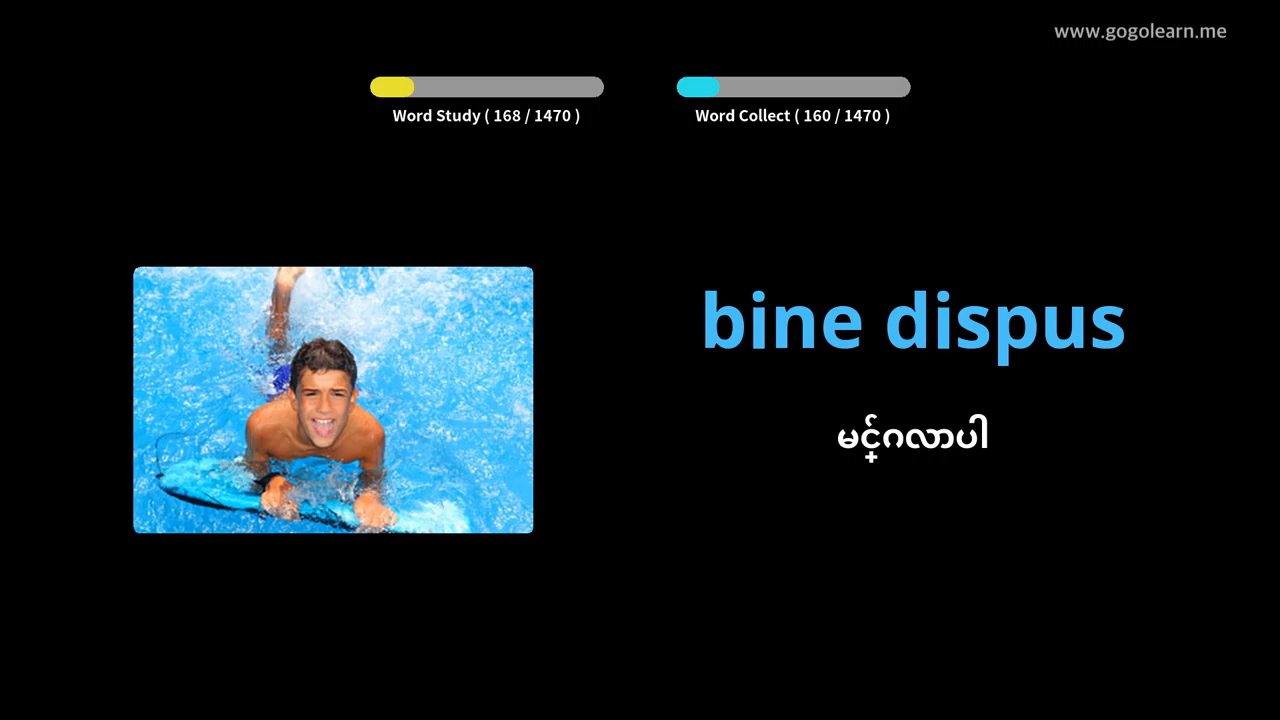 www.gogolearn.me
Word Study ( 168 / 1470 )
Word Collect ( 160 / 1470 )
bine dispus
မင်္ဂလာပါ